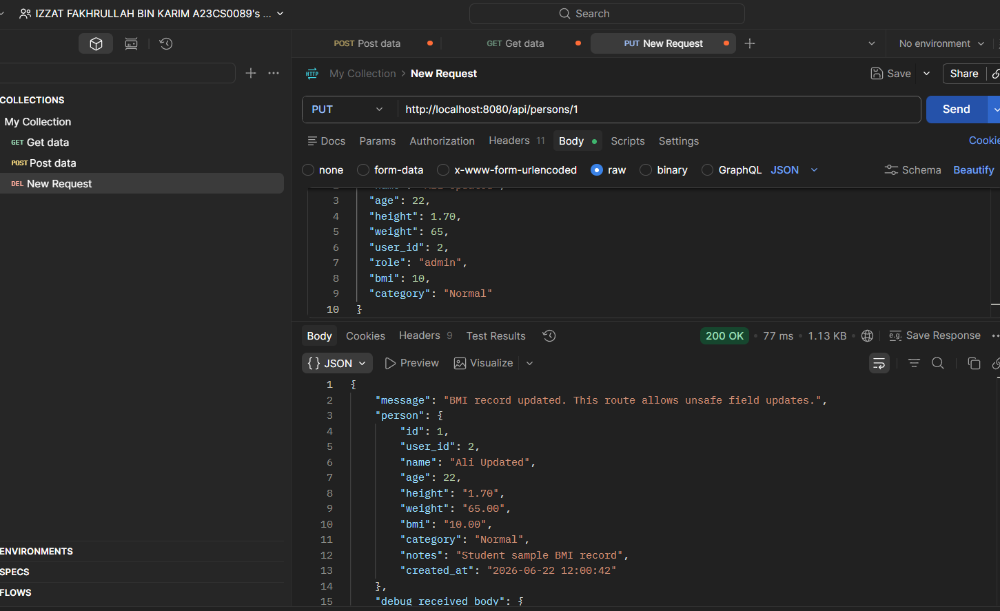 IZZAT FAKHRULLAH BIN KARIM A23CS0089's ...
Search
POST Post data
GET Get data
PUT New Request
No environment
HTTP My Collection > New Request
Save
Share
COLLECTIONS
My Collection
GET Get data
POST Post data
DEL New Request
PUT
http://localhost:8080/api/persons/1
Send
Docs
Params
Authorization
Headers 11
Body
Scripts
Settings
Cookie
none
form-data
x-www-form-urlencoded
raw
binary
GraphQL
JSON
Schema
Beautify
3 "age": 22,
4 "height": 1.70,
5 "weight": 65,
6 "user_id": 2,
7 "role": "admin",
8 "bmi": 10,
9 "category": "Normal"
10 }
Body
Cookies
Headers 9
Test Results
200 OK
77 ms
1.13 KB
e.g. Save Response
{} JSON
Preview
Visualize
1 {
2 "message": "BMI record updated. This route allows unsafe field updates.",
3 "person": {
4 "id": 1,
5 "user_id": 2,
6 "name": "Ali Updated",
7 "age": 22,
8 "height": "1.70",
9 "weight": "65.00",
10 "bmi": "10.00",
11 "category": "Normal",
12 "notes": "Student sample BMI record",
13 "created_at": "2026-06-22 12:00:42"
14 },
15 "debug_received_body": {
ENVIRONMENTS
SPECS
FLOWS